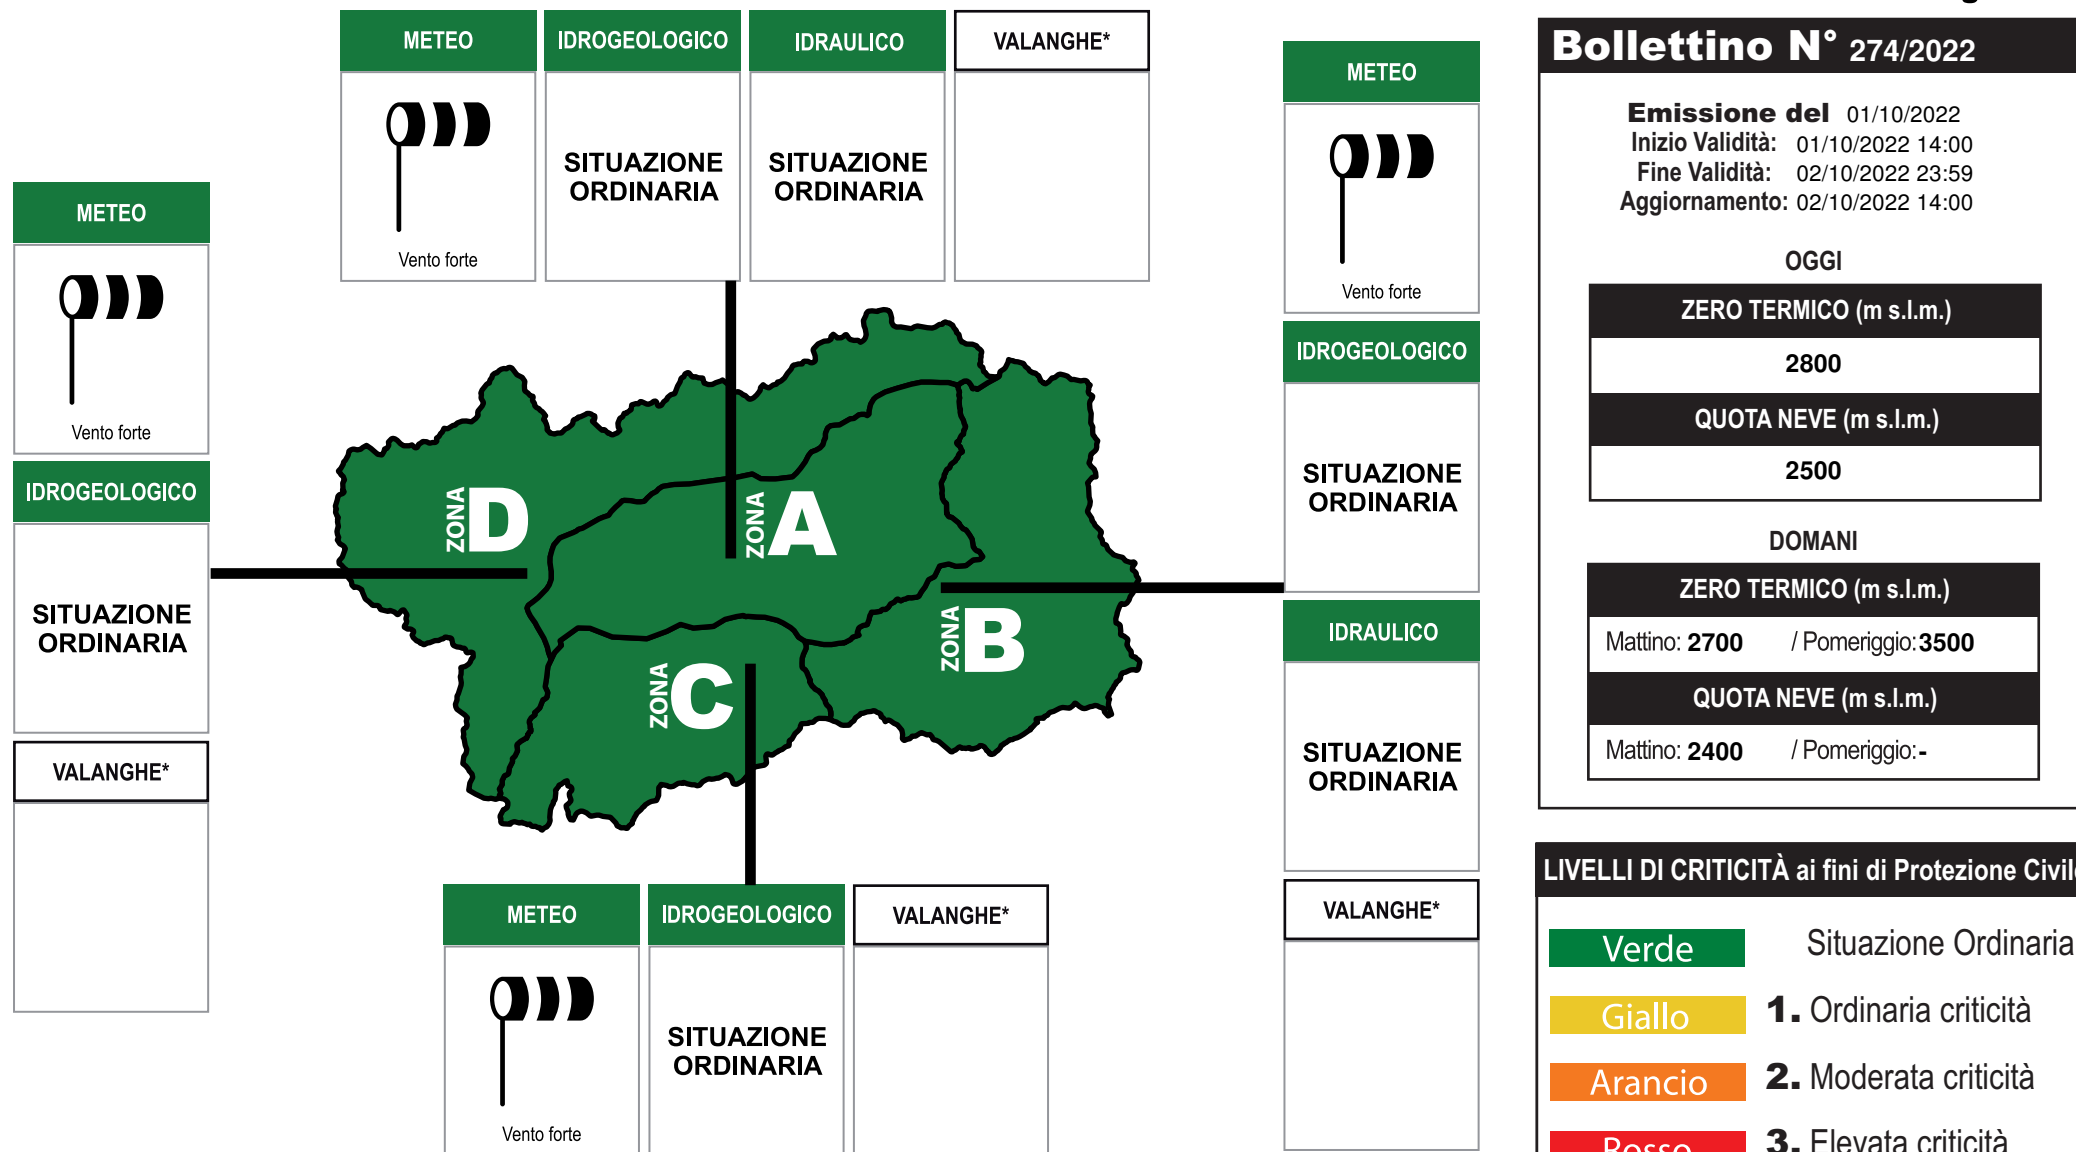 METEO
IDROGEOLOGICO
IDRAULICO
VALANGHE*
Vento forte
SITUAZIONE
ORDINARIA
SITUAZIONE
ORDINARIA
METEO
Vento forte
IDROGEOLOGICO
SITUAZIONE
ORDINARIA
VALANGHE*
ZONA D
ZONA A
ZONA B
ZONA C
METEO
Vento forte
IDROGEOLOGICO
SITUAZIONE
ORDINARIA
IDRAULICO
SITUAZIONE
ORDINARIA
VALANGHE*
METEO
IDROGEOLOGICO
VALANGHE*
Vento forte
SITUAZIONE
ORDINARIA
Bollettino N° 274/2022
Emissione del 01/10/2022
Inizio Validità: 01/10/2022 14:00
Fine Validità: 02/10/2022 23:59
Aggiornamento: 02/10/2022 14:00
OGGI
ZERO TERMICO (m s.l.m.)
2800
QUOTA NEVE (m s.l.m.)
2500
DOMANI
ZERO TERMICO (m s.l.m.)
Mattino: 2700 / Pomeriggio: 3500
QUOTA NEVE (m s.l.m.)
Mattino: 2400 / Pomeriggio: -
LIVELLI DI CRITICITÀ ai fini di Protezione Civile
Verde Situazione Ordinaria
Giallo 1. Ordinaria criticità
Arancio 2. Moderata criticità
Rosso 3. Elevata criticità